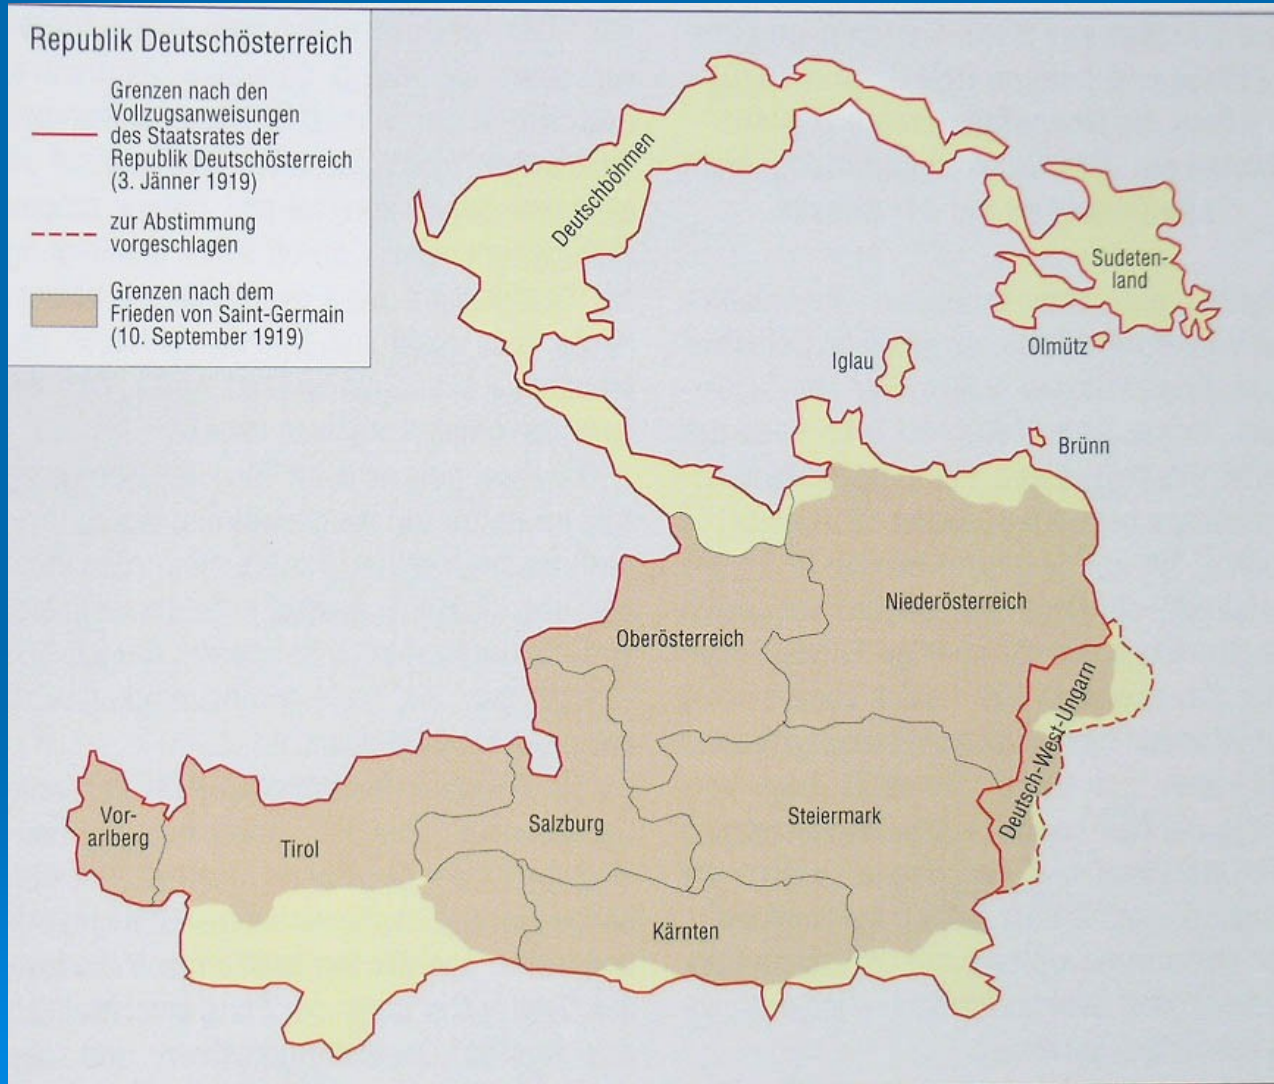 Republik Deutschösterreich
Grenzen nach den
Vollzugsanweisungen
des Staatsrates der
Republik Deutschösterreich
(3. Jänner 1919)
zur Abstimmung
vorgeschlagen
Grenzen nach dem
Frieden von Saint-Germain
(10. September 1919)
Deutschböhmen
Sudeten-
land
Olmütz
Iglau
Brünn
Niederösterreich
Oberösterreich
Deutsch-West-Ungarn
Vor-
arlberg
Tirol
Salzburg
Steiermark
Kärnten